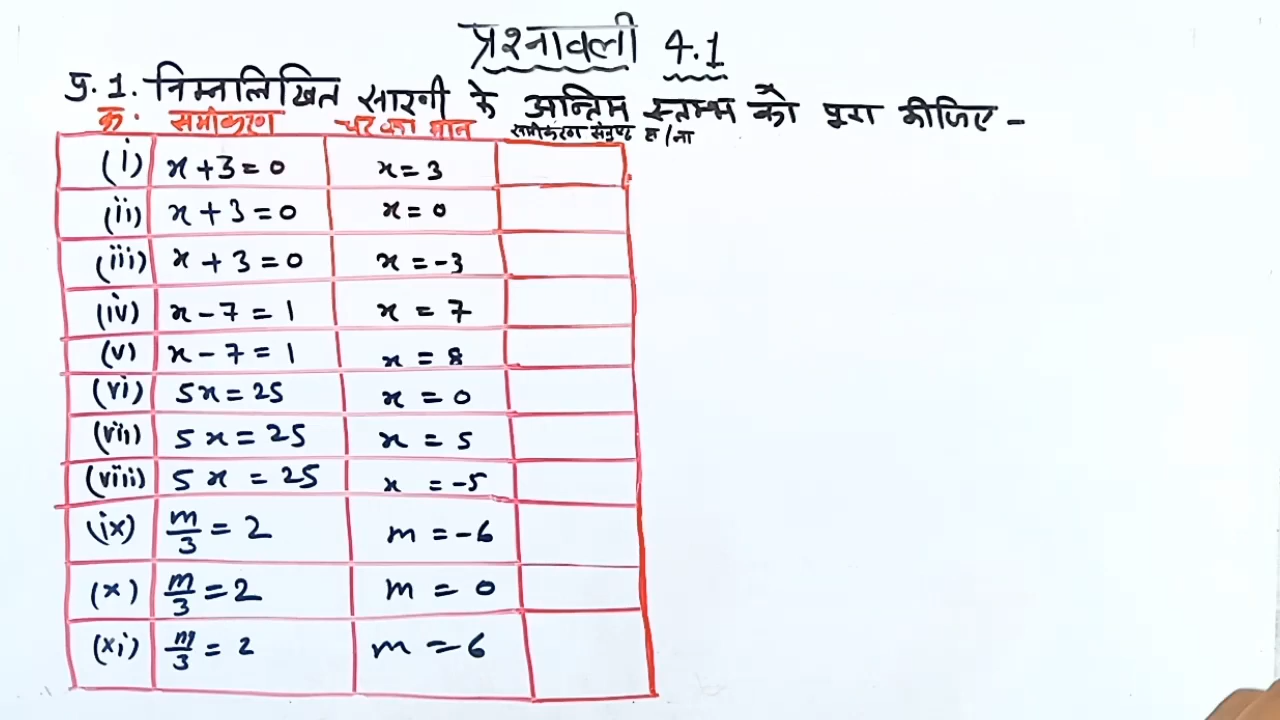 प्रश्नावली 4.1
प्र.1. निम्नलिखित सारणी के अन्तिम स्तम्भ को पूरा कीजिए -
क्र. समीकरण चर का मान समीकरण संतुष्ट हाँ/ना
(i) x + 3 = 0 x = 3
(ii) x + 3 = 0 x = 0
(iii) x + 3 = 0 x = -3
(iv) x - 7 = 1 x = 7
(v) x - 7 = 1 x = 8
(vi) 5x = 25 x = 0
(vii) 5x = 25 x = 5
(viii) 5x = 25 x = -5
(ix) m/3 = 2 m = -6
(x) m/3 = 2 m = 0
(xi) m/3 = 2 m = 6